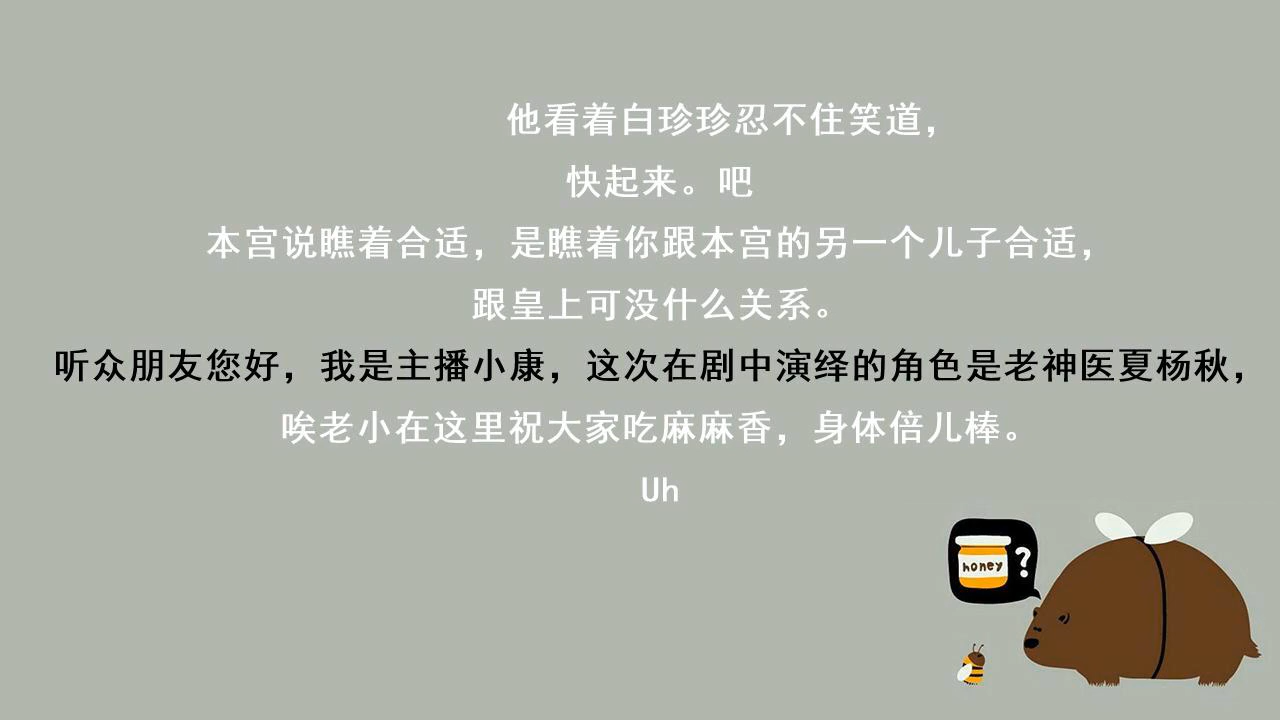 他看着白珍珍忍不住笑道，
快起来。吧
本宫说瞧着合适，是瞧着你跟本宫的另一个儿子合适，
跟皇上可没什么关系。
听众朋友您好，我是主播小康，这次在剧中演绎的角色是老神医夏杨秋，
唉老小在这里祝大家吃麻麻香，身体倍儿棒。
Uh
honey ?